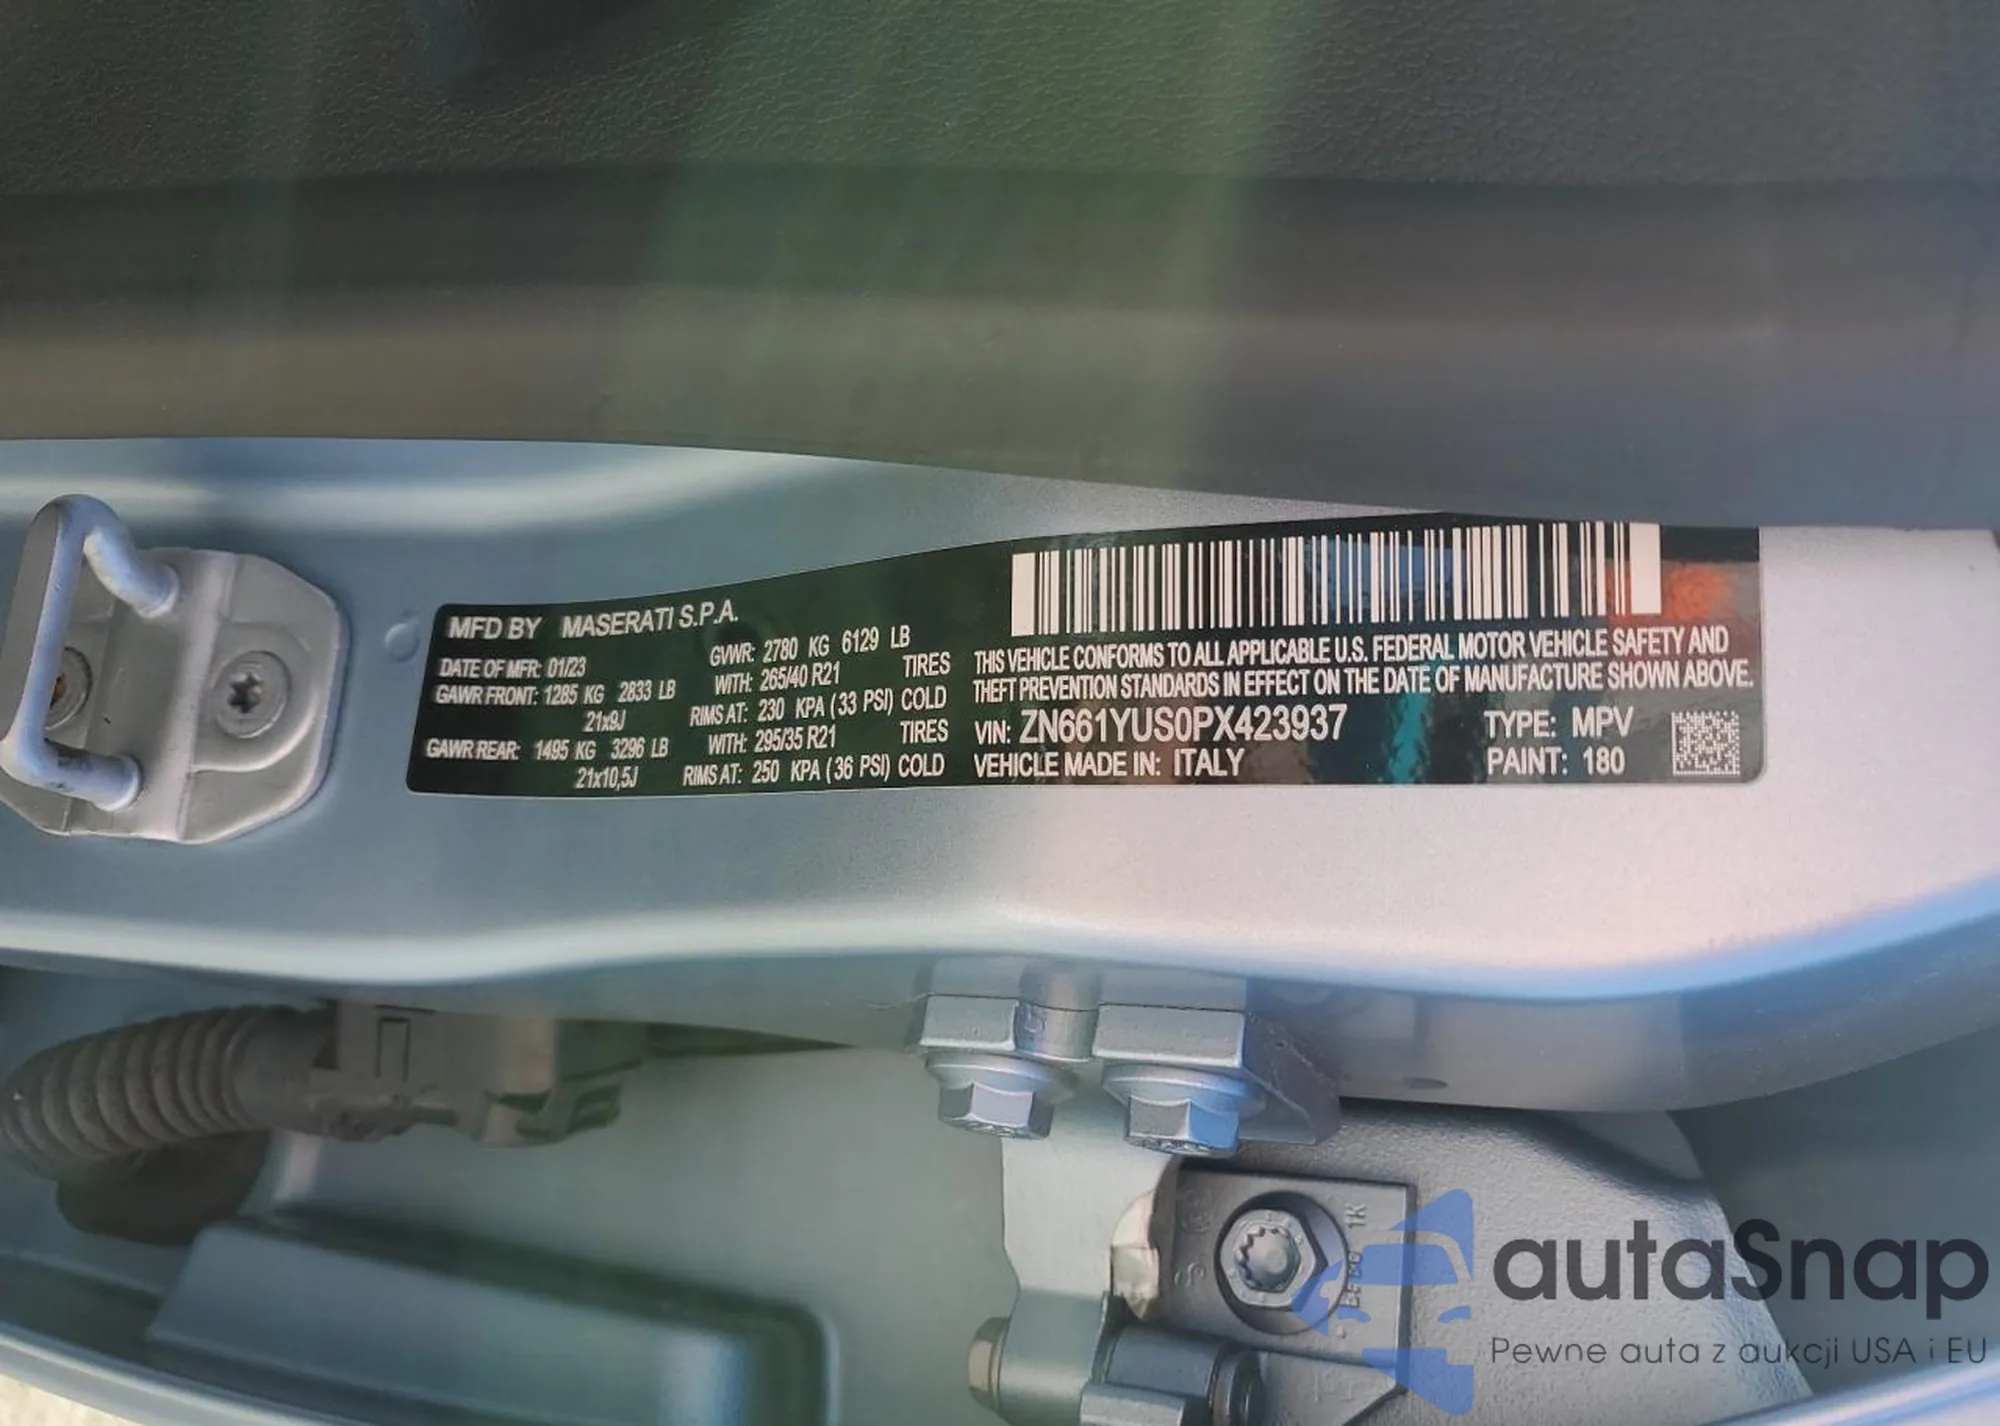 MFD BY MASERATI S.P.A.
DATE OF MFR: 01/23
GVWR: 2780 KG 6129 LB
GAWR FRONT: 1285 KG 2833 LB WITH: 265/40 R21 TIRES
21x9J RIMS AT: 230 KPA (33 PSI) COLD
GAWR REAR: 1495 KG 3296 LB WITH: 295/35 R21 TIRES
21x10,5J RIMS AT: 250 KPA (36 PSI) COLD
THIS VEHICLE CONFORMS TO ALL APPLICABLE U.S. FEDERAL MOTOR VEHICLE SAFETY AND
THEFT PREVENTION STANDARDS IN EFFECT ON THE DATE OF MANUFACTURE SHOWN ABOVE.
VIN: ZN661YUS0PX423937 TYPE: MPV
VEHICLE MADE IN: ITALY PAINT: 180
1K
autaSnap
Pewne auta z aukcji USA i EU